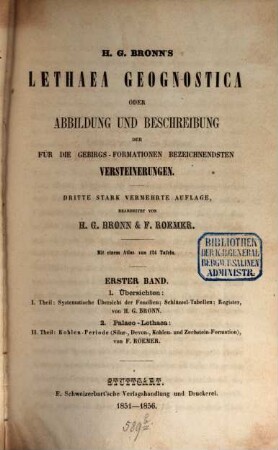 H. G. BRONN'S
LETHAEA GEOGNOSTICA
ODER
ABBILDUNG UND BESCHREIBUNG
DER
FÜR DIE GEBIRGS-FORMATIONEN BEZEICHNENDSTEN
VERSTEINERUNGEN.
DRITTE STARK VERMEHRTE AUFLAGE,
BEARBEITET VON
H. G. BRONN & F. ROEMER.
Mit einem Atlas von 124 Tafeln.
BIBLIOTHEK
DER K.B. GENERAL
BERGW.U. SALINEN
ADMINISTR.
ERSTER BAND.
1. Übersichten:
I. Theil: Systematische Übersicht der Fossilien; Schlüssel-Tabellen; Register,
von H. G. BRONN.
2. Palaeo-Lethaea:
II. Theil: Kohlen-Periode (Silur-, Devon-, Kohlen- und Zechstein-Formation),
von F. ROEMER.
STUTTGART.
E. Schweizerbart'sche Verlagshandlung und Druckerei.
1851—1856.